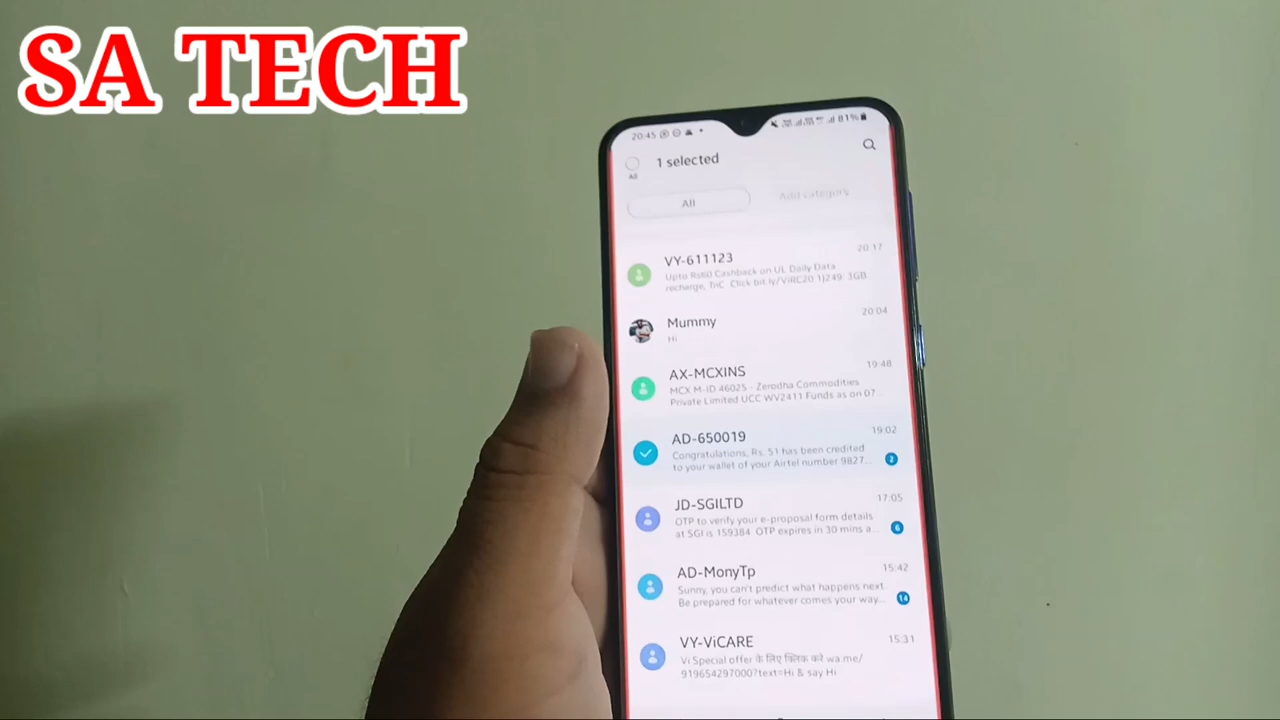 SA TECH
20:45
81%
All
1 selected
All
Add category
VY-611123
20:17
Upto Rs60 Cashback on UL Daily Data
recharge, TnC. Click bit.ly/ViRC20 1)249 3GB
Mummy
20:04
Hi
AX-MCXINS
19:48
MCX M-ID 46025 - Zerodha Commodities
Private Limited UCC WV2411 Funds as on 07...
AD-650019
19:02
Congratulations, Rs. 51 has been credited
to your wallet of your Airtel number 9827...
2
JD-SGILTD
17:05
OTP to verify your e-proposal form details
at SGI is 159384 OTP expires in 30 mins a...
6
AD-MonyTp
15:42
Sunny, you can't predict what happens next.
Be prepared for whatever comes your way...
14
VY-ViCARE
15:31
Vi Special offer के लिए क्लिक करे wa.me/
919654297000?text=Hi & say Hi